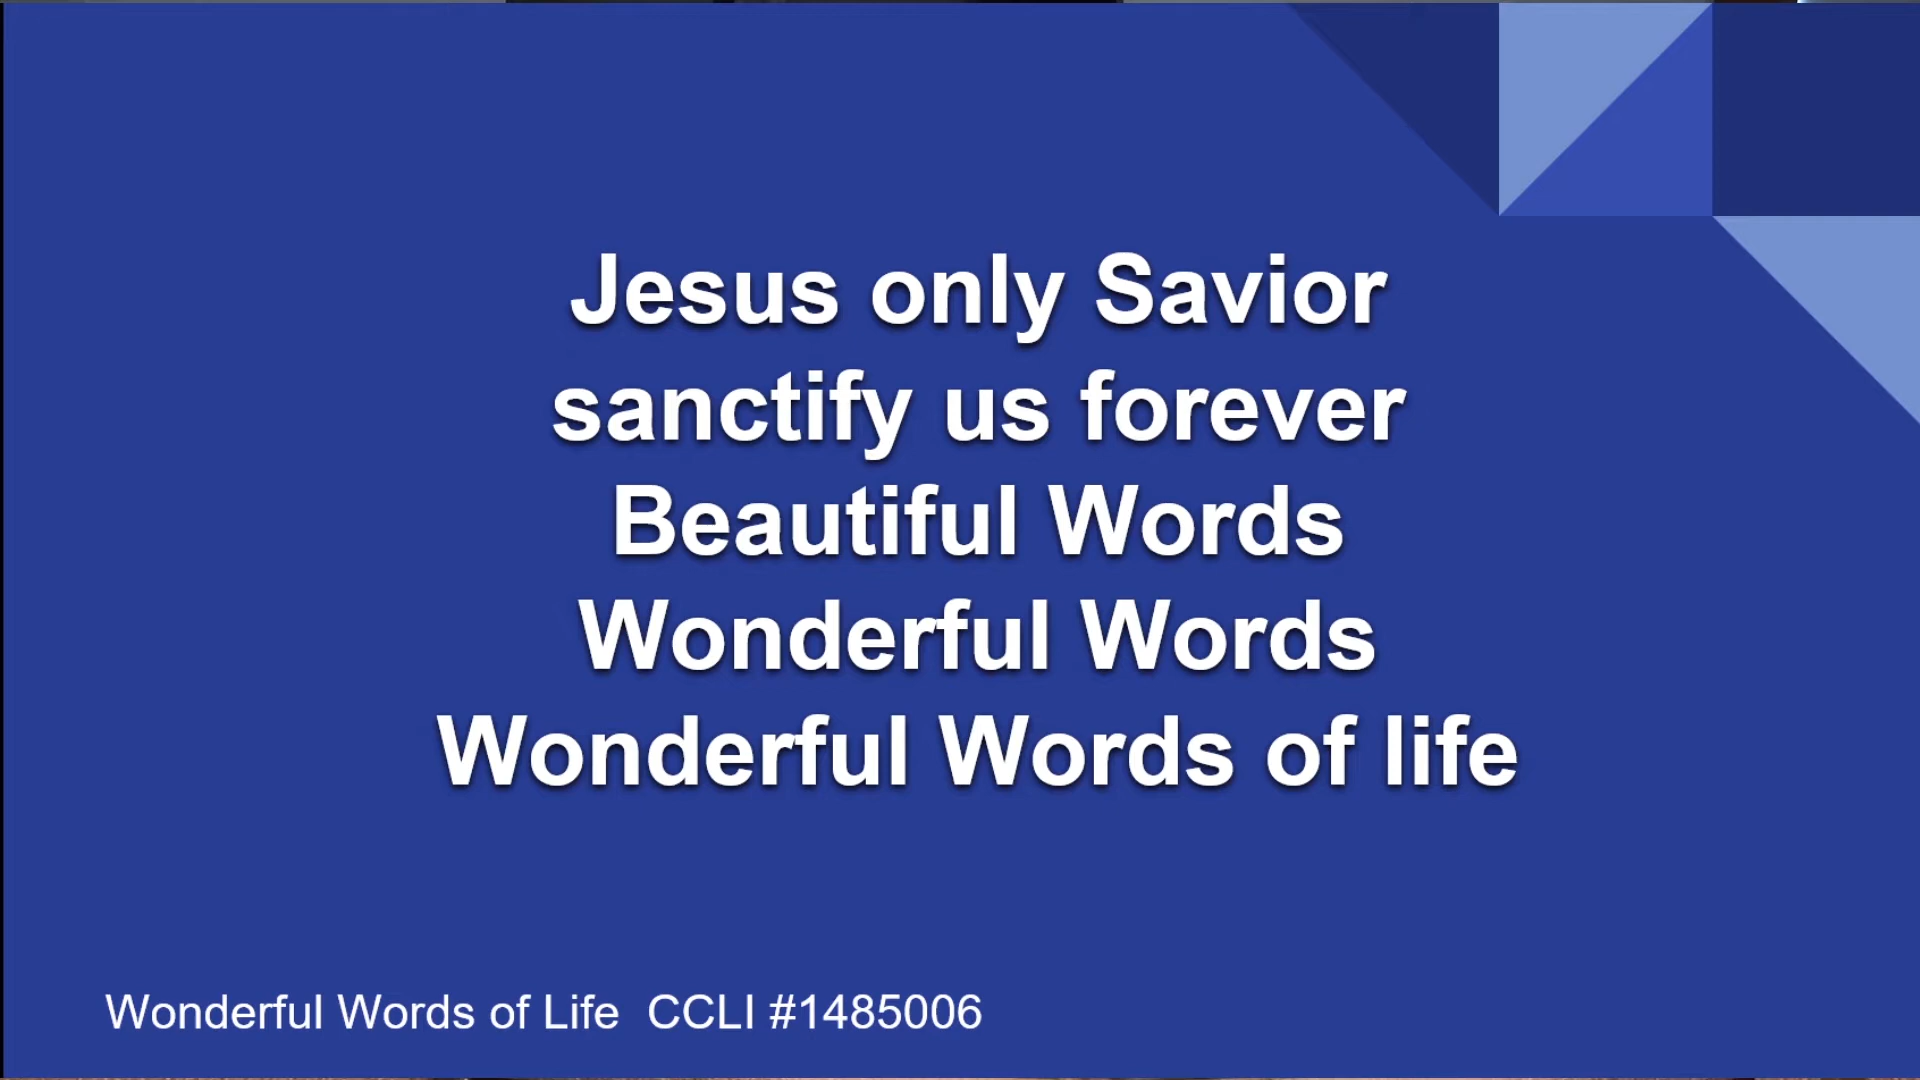 Jesus only Savior
sanctify us forever
Beautiful Words
Wonderful Words
Wonderful Words of life
Wonderful Words of Life  CCLI #1485006